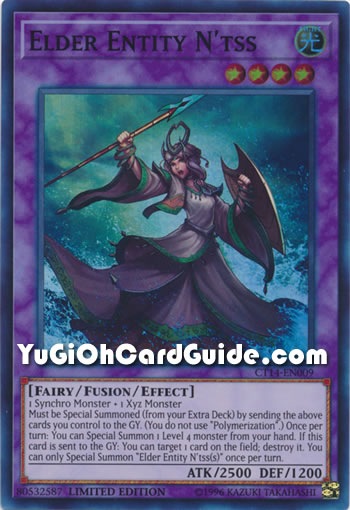 ELDER ENTITY N'TSS
光
YuGiOhCardGuide.com
CT14-EN009
[FAIRY/FUSION/EFFECT]
1 Synchro Monster + 1 Xyz Monster
Must be Special Summoned (from your Extra Deck) by sending the above
cards you control to the GY. (You do not use "Polymerization".) Once per
turn: You can Special Summon 1 Level 4 monster from your hand. If this
card is sent to the GY: You can target 1 card on the field; destroy it. You
can only Special Summon "Elder Entity N'tss(s)" once per turn.
ATK/2500 DEF/1200
80532587 LIMITED EDITION ©1996 KAZUKI TAKAHASHI